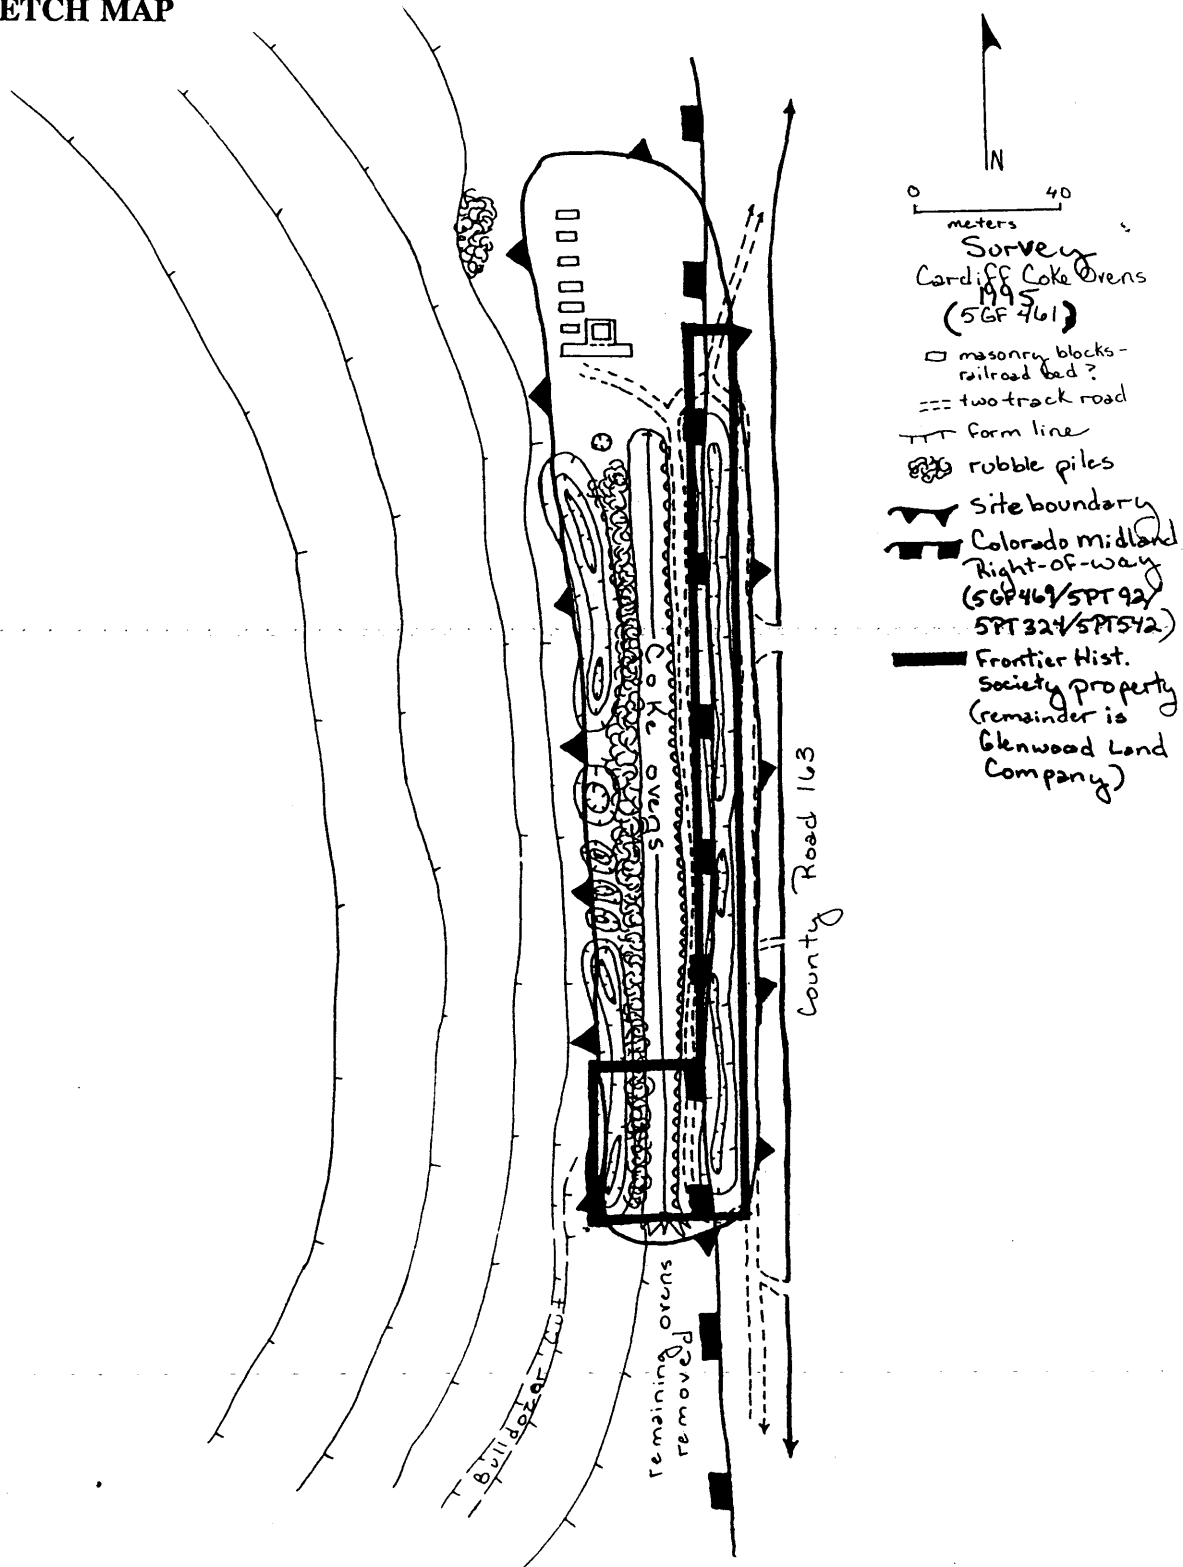 ETCH MAP
N
0 40
meters
Survey
Cardiff Coke Ovens
1995
(5GF 461)
masonry blocks-
railroad bed?
two track road
form line
rubble piles
Site boundary
Colorado Midland
Right-of-way
(5GF469/5PT92/
5PT324/5PT542)
Frontier Hist.
Society property
(remainder is
Glenwood Land
Company)
Coke ovens
County Road 163
remaining ovens
removed
Bulldozer Cut